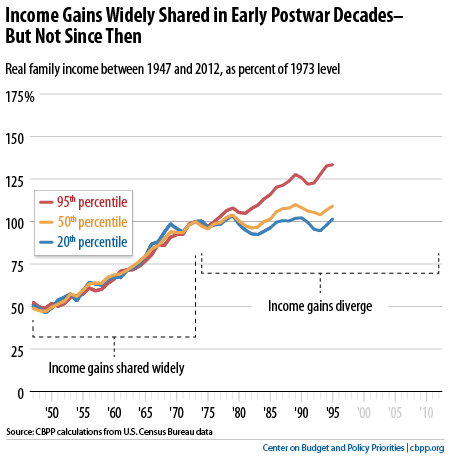 Income Gains Widely Shared in Early Postwar Decades–
But Not Since Then
Real family income between 1947 and 2012, as percent of 1973 level
175%
150
125
95th percentile
50th percentile
20th percentile
100
75
50
25
0
Income gains diverge
Income gains shared widely
'50 '55 '60 '65 '70 '75 '80 '85 '90 '95 '00 '05 '10
Source: CBPP calculations from U.S. Census Bureau data
Center on Budget and Policy Priorities | cbpp.org